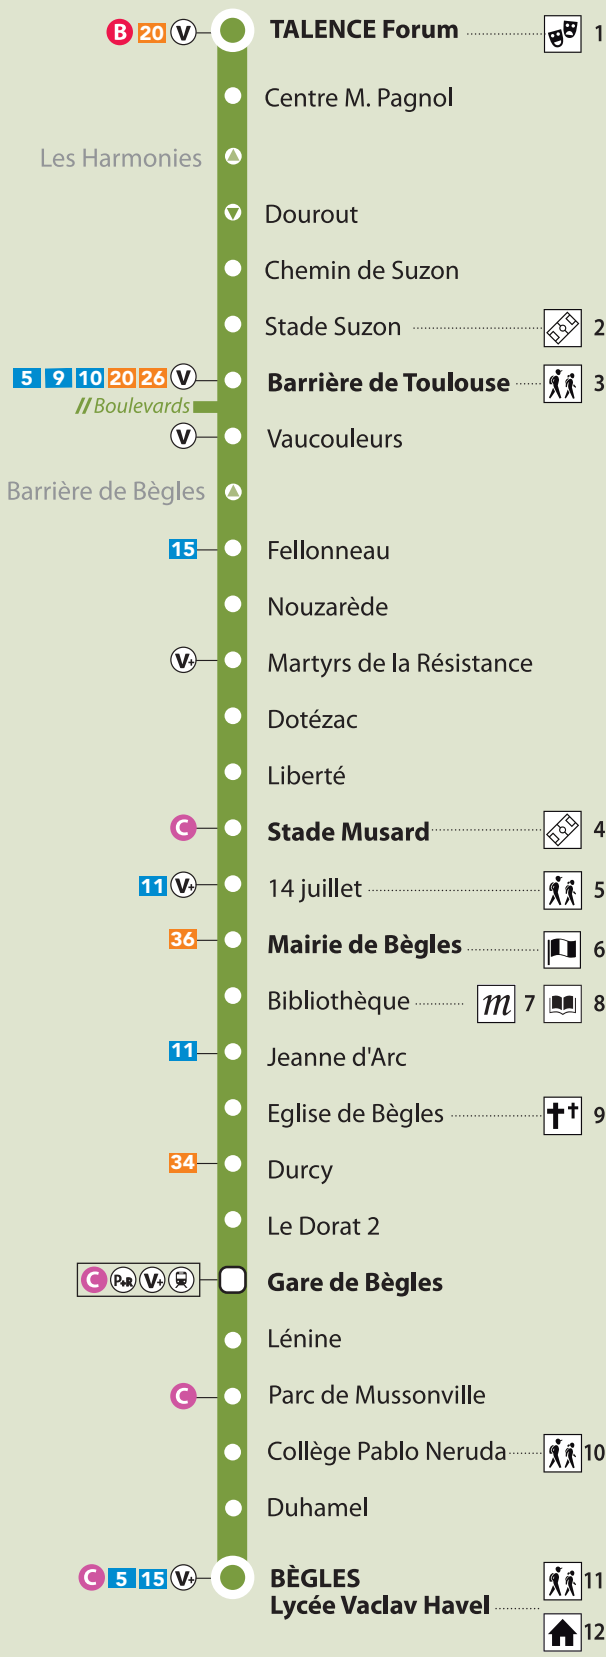 B 20 V TALENCE Forum 1
Centre M. Pagnol
Les Harmonies
Dourout
Chemin de Suzon
Stade Suzon 2
5 9 10 20 26 V Barrière de Toulouse 3
// Boulevards
V Vaucouleurs
Barrière de Bègles
15 Fellonneau
Nouzarède
V+ Martyrs de la Résistance
Dotézac
Liberté
C Stade Musard 4
11 V+ 14 juillet 5
36 Mairie de Bègles 6
Bibliothèque m 7 8
11 Jeanne d'Arc
Eglise de Bègles 9
34 Durcy
Le Dorat 2
C P+R V+ Gare de Bègles
Lénine
C Parc de Mussonville
Collège Pablo Neruda 10
Duhamel
C 5 15 V+ BÈGLES 11
Lycée Vaclav Havel
12